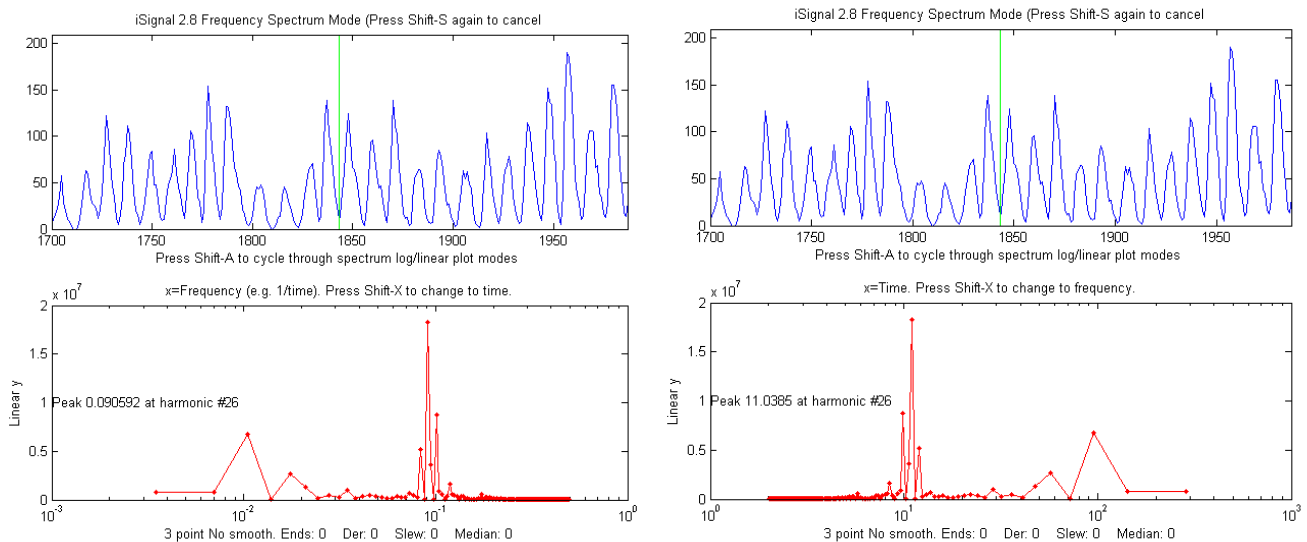 iSignal 2.8 Frequency Spectrum Mode (Press Shift-S again to cancel
200
150
100
50
0
1700 1750 1800 1850 1900 1950
Press Shift-A to cycle through spectrum log/linear plot modes
x=Frequency (e.g. 1/time). Press Shift-X to change to time.
x 10^7
2
1.5
1
0.5
0
Linear y
Peak 0.090592 at harmonic #26
10^-3 10^-2 10^-1 10^0
3 point No smooth. Ends: 0 Der: 0 Slew: 0 Median: 0
iSignal 2.8 Frequency Spectrum Mode (Press Shift-S again to cancel
200
150
100
50
0
1700 1750 1800 1850 1900 1950
Press Shift-A to cycle through spectrum log/linear plot modes
x=Time. Press Shift-X to change to frequency.
x 10^7
2
1.5
1
0.5
0
Linear y
Peak 11.0385 at harmonic #26
10^0 10^1 10^2 10^3
3 point No smooth. Ends: 0 Der: 0 Slew: 0 Median: 0